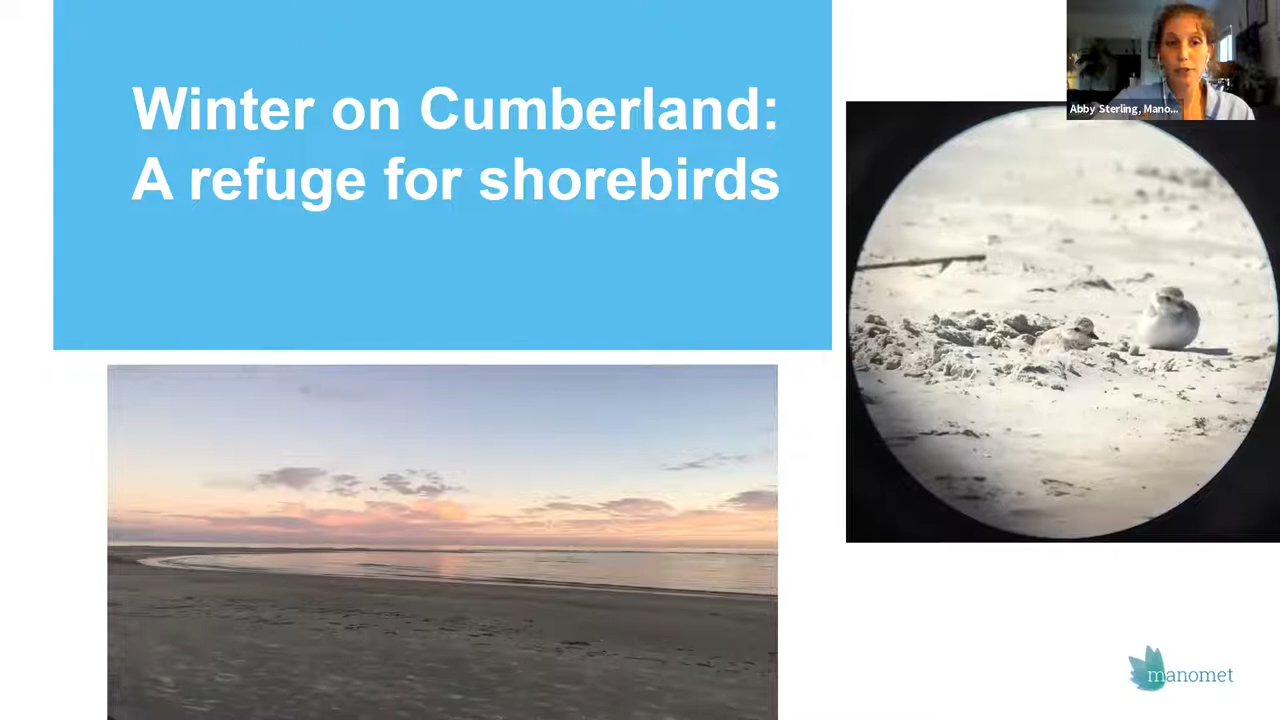 Winter on Cumberland:
A refuge for shorebirds
Abby Sterling, Mano...
manomet